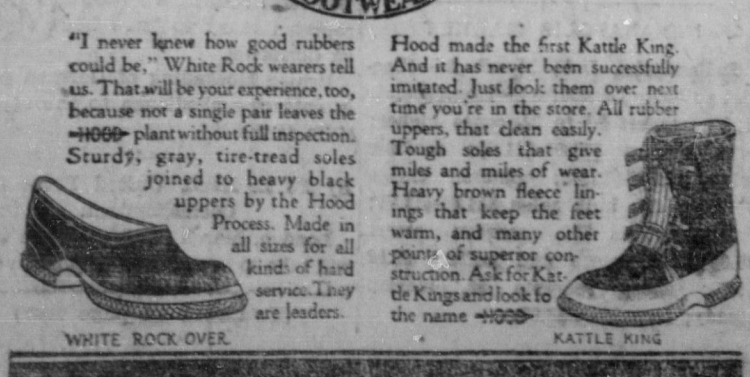 FOOTWEAR
"I never knew how good rubbers
could be," White Rock wearers tell
us. That will be your experience, too,
because not a single pair leaves the
HOOD plant without full inspection.
Sturdy, gray, tire-tread soles
joined to heavy black
uppers by the Hood
Process. Made in
all sizes for all
kinds of hard
service. They
are leaders.
WHITE ROCK OVER
Hood made the first Kattle King.
And it has never been successfully
imitated. Just look them over next
time you're in the store. All rubber
uppers, that clean easily.
Tough soles that give
miles and miles of wear.
Heavy brown fleece lin-
ings that keep the feet
warm, and many other
points of superior con-
struction. Ask for Kat-
tle Kings and look fo
the name HOOD
KATTLE KING